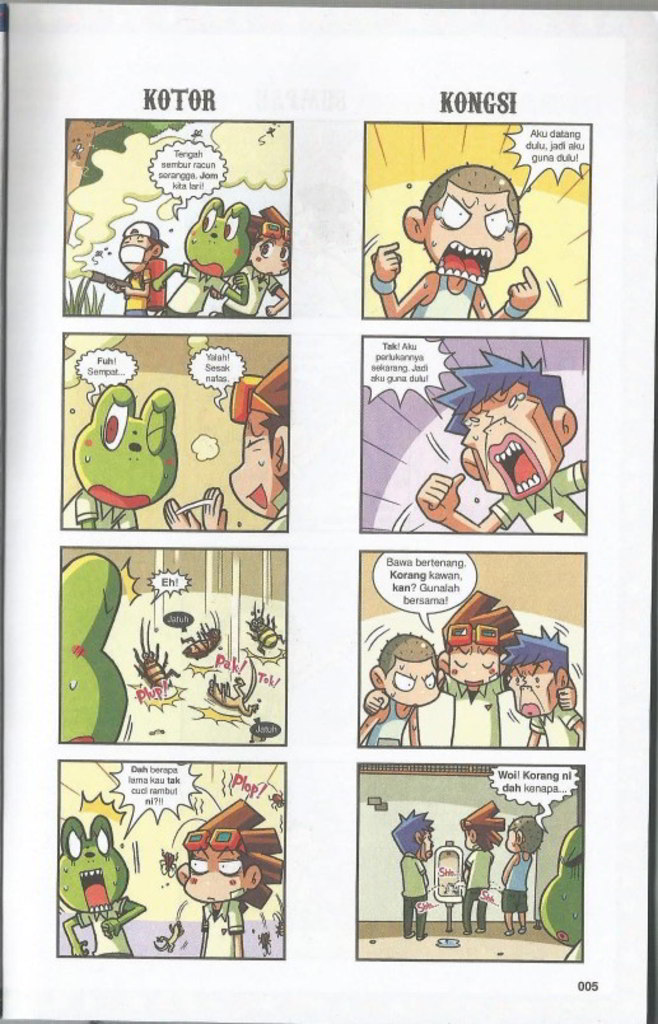 KOTOR
Tengah
sembur racun
serangga. Jom
kita lari!
Fuh!
Sempat...
Yalah!
Sesak
nafas.
Eh!
Jatuh
Plup!
Pak!
Tok!
Jatuh
Dah berapa
lama kau tak
cuci rambut
ni?!!
Plop!
KONGSI
Aku datang
dulu, jadi aku
guna dulu!
Tak! Aku
perlukannya
sekarang. Jadi
aku guna dulu!
Bawa bertenang.
Korang kawan,
kan? Gunalah
bersama!
Woi! Korang ni
dah kenapa...
Shh..
Shh..
Shh..
005